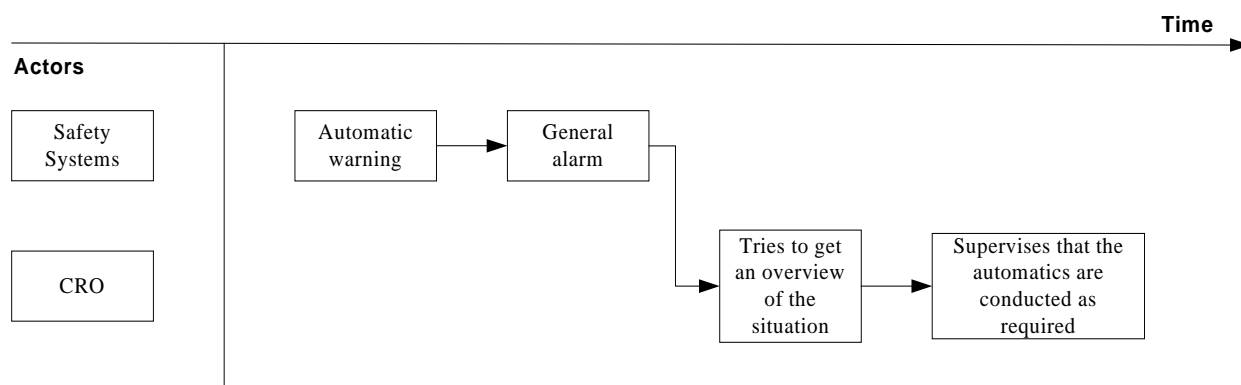 Time
Actors
Safety
Systems
Automatic
warning
General
alarm
CRO
Tries to get
an overview
of the
situation
Supervises that the
automatics are
conducted as
required